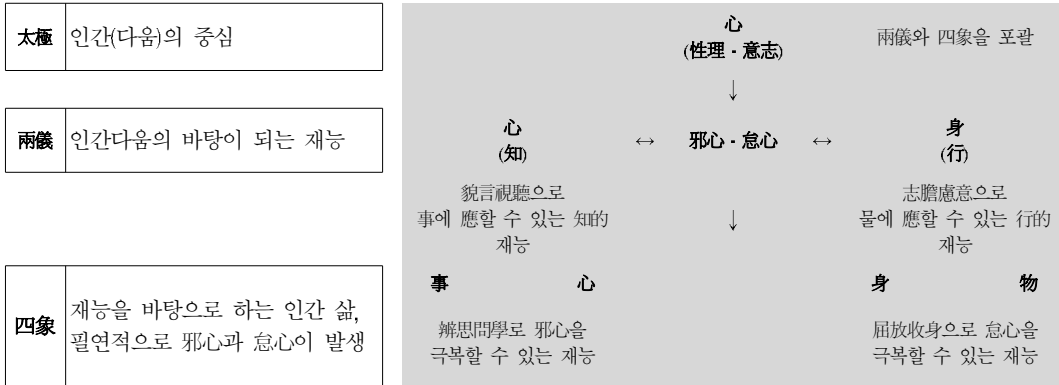 太極 인간(다움)의 중심
心
(性理 - 意志)
兩儀와 四象을 포괄
↓
兩儀 인간다움의 바탕이 되는 재능
心
(知)
↔ 邪心 - 怠心 ↔
身
(行)
貌言視聽으로
事에 應할 수 있는 知的
재능
↓
志膽慮意으로
물에 應할 수 있는 行的
재능
四象 재능을 바탕으로 하는 인간 삶,
필연적으로 邪心과 怠心이 발생
事 心 身 物
辨思問學로 邪心을
극복할 수 있는 재능
屈放收身으로 怠心을
극복할 수 있는 재능